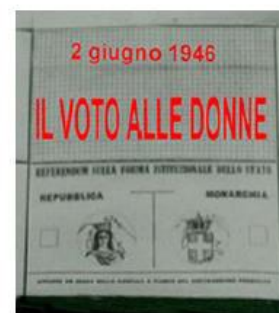 2 giugno 1946
IL VOTO ALLE DONNE
REFERENDUM SULLA FORMA ISTITUZIONALE DELLO STATO
REPUBBLICA MONARCHIA